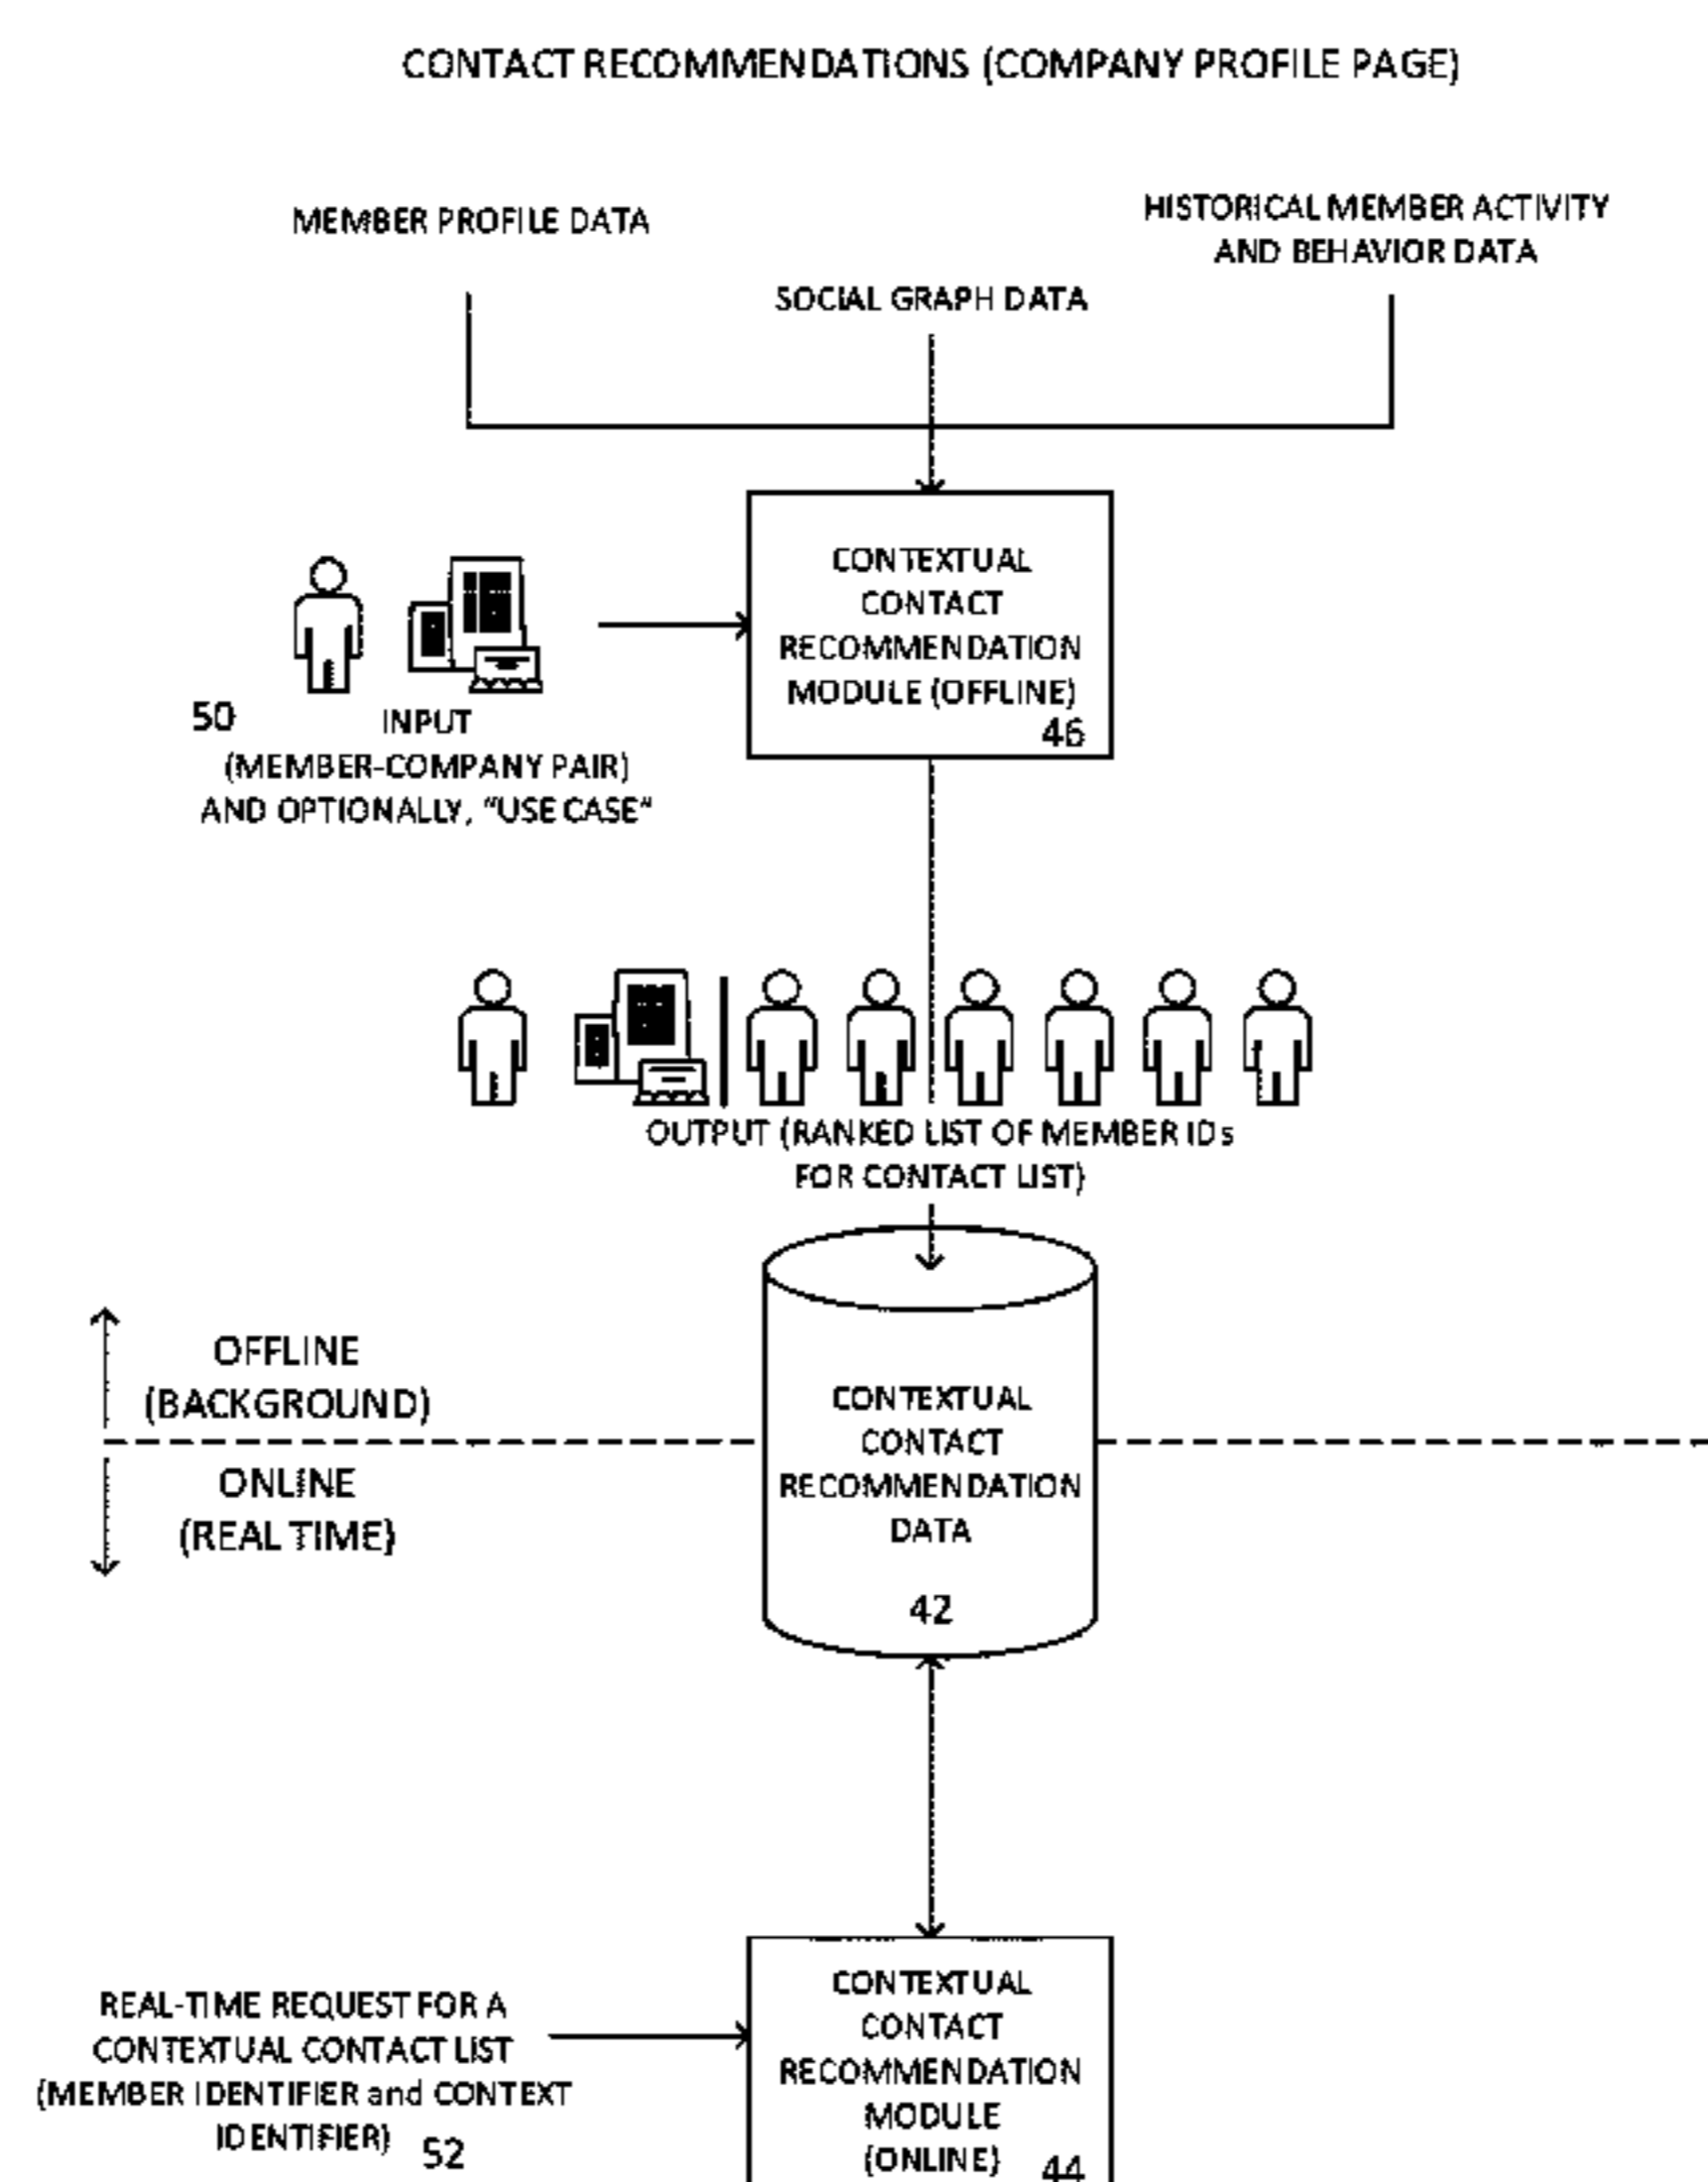 CONTACT RECOMMENDATIONS (COMPANY PROFILE PAGE)
MEMBER PROFILE DATA
SOCIAL GRAPH DATA
HISTORICAL MEMBER ACTIVITY
AND BEHAVIOR DATA
CONTEXTUAL
CONTACT
RECOMMENDATION
MODULE (OFFLINE)
46
50
INPUT
(MEMBER-COMPANY PAIR)
AND OPTIONALLY, "USE CASE"
OUTPUT (RANKED LIST OF MEMBER IDs
FOR CONTACT LIST)
OFFLINE
(BACKGROUND)
ONLINE
(REAL TIME)
CONTEXTUAL
CONTACT
RECOMMENDATION
DATA
42
REAL-TIME REQUEST FOR A
CONTEXTUAL CONTACT LIST
(MEMBER IDENTIFIER and CONTEXT
IDENTIFIER)
52
CONTEXTUAL
CONTACT
RECOMMENDATION
MODULE
(ONLINE)
44